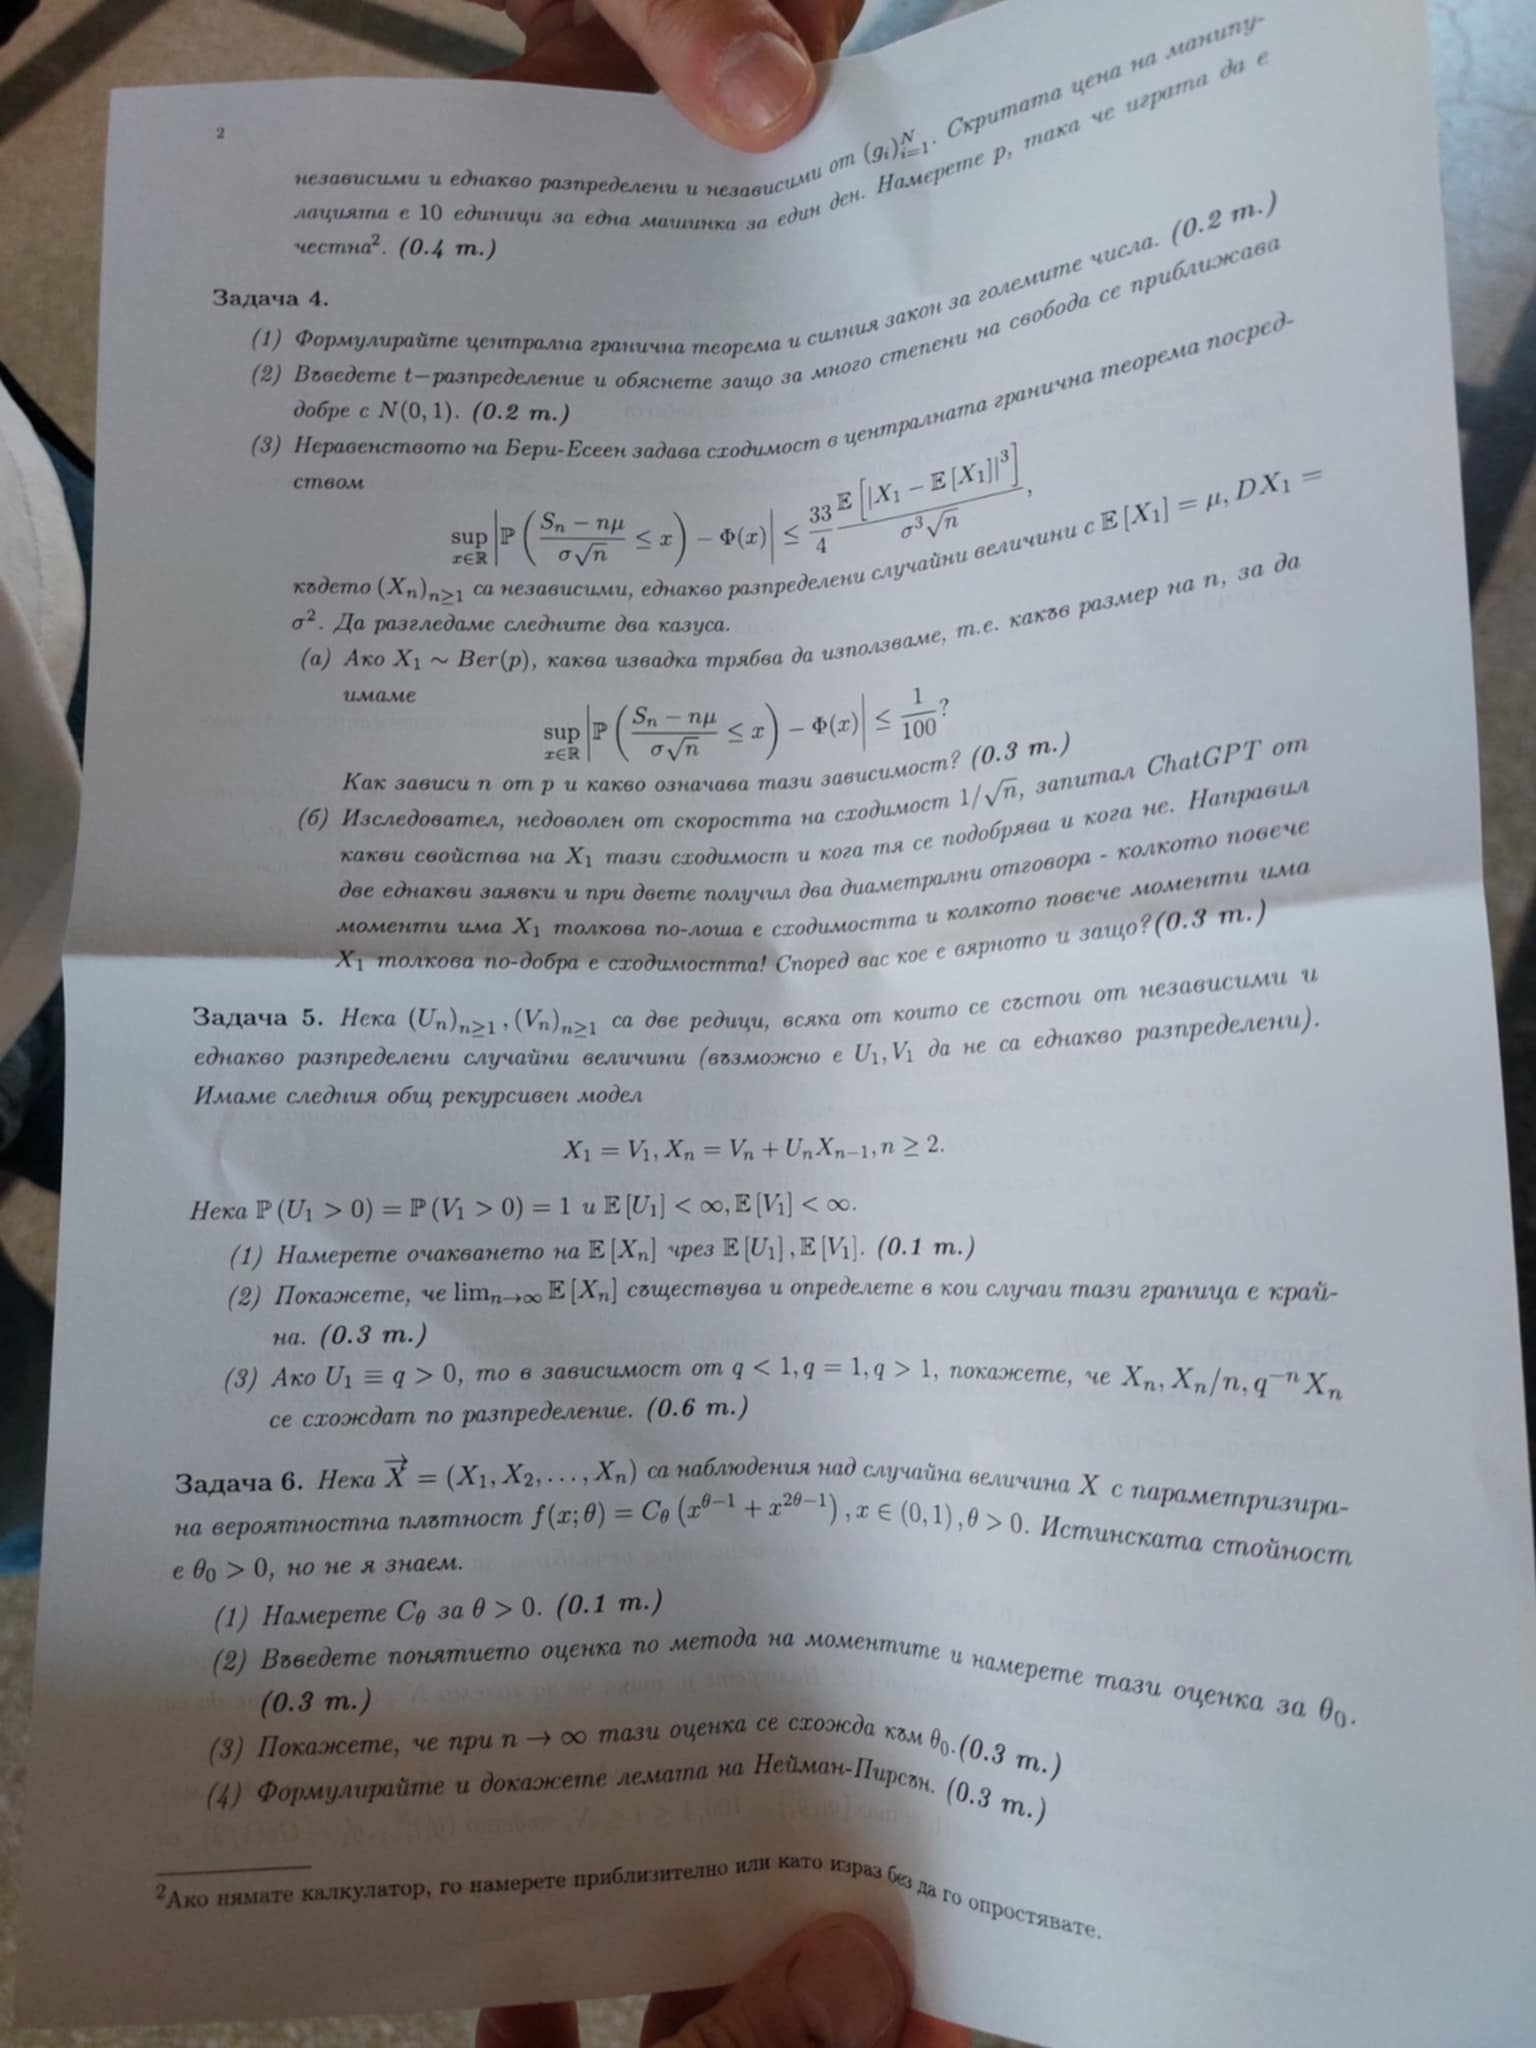 2
независими и еднакво разпределени и независими от $(g_i)_{i=1}^{N}$. Скритата цена на манипу-
лацията е 10 единици за една машинка за един ден. Намерете p, така че играта да е
честна². (0.4 т.)
Задача 4.
(1) Формулирайте централна гранична теорема и силния закон за големите числа. (0.2 т.)
(2) Въведете t−разпределение и обяснете защо за много степени на свобода се приближава
добре с N(0, 1). (0.2 т.)
(3) Неравенството на Бери-Есеен задава сходимост в централната гранична теорема посред-
ством
$\sup_{x\in\mathbb{R}}\left|\mathbb{P}\left(\frac{S_n-n\mu}{\sigma\sqrt{n}}\leq x\right)-\Phi(x)\right|\leq\frac{33}{4}\frac{\mathbb{E}\left[|X_1-\mathbb{E}[X_1]|^3\right]}{\sigma^3\sqrt{n}},$
където $(X_n)_{n\geq1}$ са независими, еднакво разпределени случайни величини с $\mathbb{E}[X_1]=\mu, DX_1=$
$\sigma^2$. Да разгледаме следните два казуса.
(а) Ако $X_1\sim Ber(p)$, каква извадка трябва да използваме, т.е. какъв размер на n, за да
имаме
$\sup_{x\in\mathbb{R}}\left|\mathbb{P}\left(\frac{S_n-n\mu}{\sigma\sqrt{n}}\leq x\right)-\Phi(x)\right|\leq\frac{1}{100}?$
Как зависи n от p и какво означава тази зависимост? (0.3 т.)
(б) Изследовател, недоволен от скоростта на сходимост $1/\sqrt{n}$, запитал ChatGPT от
какви свойства на $X_1$ тази сходимост и кога тя се подобрява и кога не. Направил
две еднакви заявки и при двете получил два диаметрални отговора - колкото повече
моменти има $X_1$ толкова по-лоша е сходимостта и колкото повече моменти има
$X_1$ толкова по-добра е сходимостта! Според вас кое е вярното и защо?(0.3 т.)
Задача 5. Нека $(U_n)_{n\geq1},(V_n)_{n\geq1}$ са две редици, всяка от които се състои от независими и
еднакво разпределени случайни величини (възможно е $U_1, V_1$ да не са еднакво разпределени).
Имаме следния общ рекурсивен модел
$X_1=V_1, X_n=V_n+U_nX_{n-1}, n\geq2.$
Нека $\mathbb{P}(U_1>0)=\mathbb{P}(V_1>0)=1$ и $\mathbb{E}[U_1]<\infty, \mathbb{E}[V_1]<\infty.$
(1) Намерете очакването на $\mathbb{E}[X_n]$ чрез $\mathbb{E}[U_1],\mathbb{E}[V_1]$. (0.1 т.)
(2) Покажете, че $\lim_{n\to\infty}\mathbb{E}[X_n]$ съществува и определете в кои случаи тази граница е край-
на. (0.3 т.)
(3) Ако $U_1\equiv q>0$, то в зависимост от $q<1, q=1, q>1$, покажете, че $X_n, X_n/n, q^{-n}X_n$
се схождат по разпределение. (0.6 т.)
Задача 6. Нека $\overrightarrow{X}=(X_1,X_2,\ldots,X_n)$ са наблюдения над случайна величина X с параметризира-
на вероятностна плътност $f(x;\theta)=C_\theta\left(x^{\theta-1}+x^{2\theta-1}\right), x\in(0,1), \theta>0$. Истинската стойност
е $\theta_0>0$, но не я знаем.
(1) Намерете $C_\theta$ за $\theta>0$. (0.1 т.)
(2) Въведете понятието оценка по метода на моментите и намерете тази оценка за $\theta_0$.
(0.3 т.)
(3) Покажете, че при $n\to\infty$ тази оценка се схожда към $\theta_0$.(0.3 т.)
(4) Формулирайте и докажете лемата на Нейман-Пирсън. (0.3 т.)
²Ако нямате калкулатор, го намерете приблизително или като израз без да го опростявате.